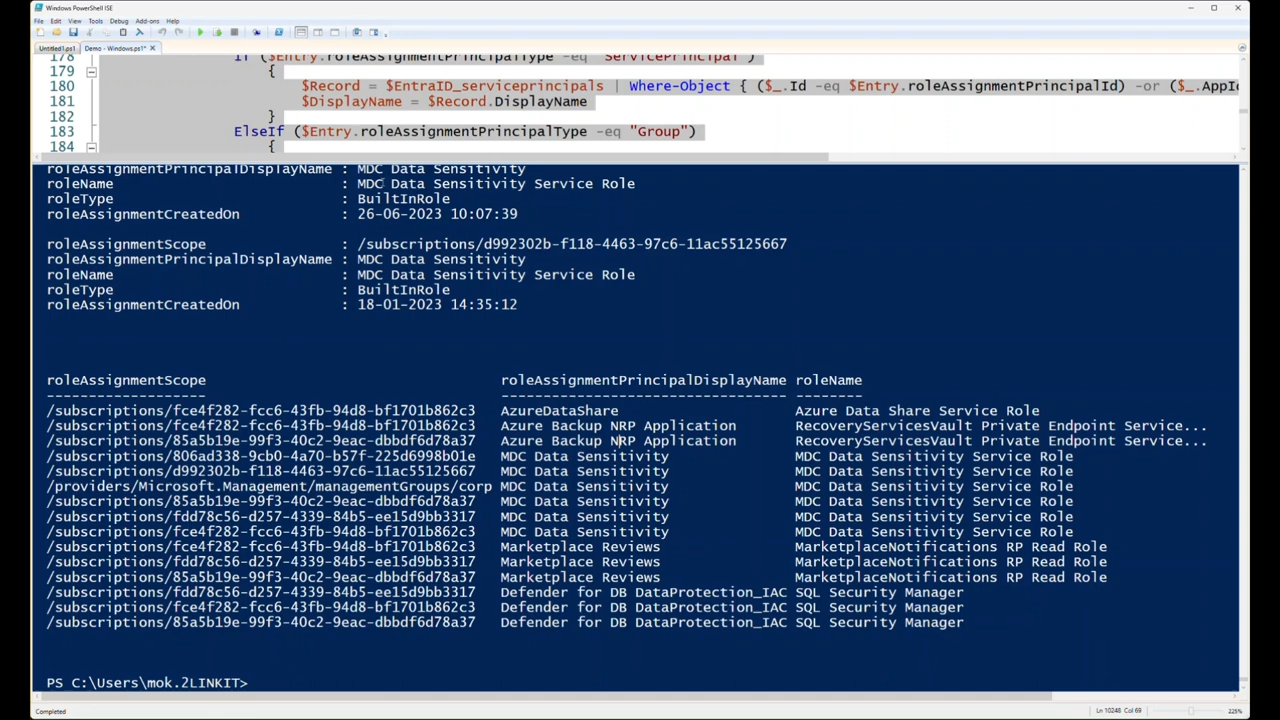 Windows PowerShell ISE
File Edit View Tools Debug Add-ons Help
Untitled1.ps1 Demo - Windows.ps1*
178 If ($Entry.roleAssignmentPrincipalType -eq "ServicePrincipal")
179 {
180 $Record = $EntraID_serviceprincipals | Where-Object { ($_.Id -eq $Entry.roleAssignmentPrincipalId) -or ($_.AppId
181 $DisplayName = $Record.DisplayName
182 }
183 ElseIf ($Entry.roleAssignmentPrincipalType -eq "Group")
184 {
roleAssignmentPrincipalDisplayName : MDC Data Sensitivity
roleName : MDC Data Sensitivity Service Role
roleType : BuiltInRole
roleAssignmentCreatedOn : 26-06-2023 10:07:39
roleAssignmentScope : /subscriptions/d992302b-f118-4463-97c6-11ac55125667
roleAssignmentPrincipalDisplayName : MDC Data Sensitivity
roleName : MDC Data Sensitivity Service Role
roleType : BuiltInRole
roleAssignmentCreatedOn : 18-01-2023 14:35:12
roleAssignmentScope roleAssignmentPrincipalDisplayName roleName
------------------- ---------------------------------- --------
/subscriptions/fce4f282-fcc6-43fb-94d8-bf1701b862c3 AzureDataShare Azure Data Share Service Role
/subscriptions/fce4f282-fcc6-43fb-94d8-bf1701b862c3 Azure Backup NRP Application RecoveryServicesVault Private Endpoint Service...
/subscriptions/85a5b19e-99f3-40c2-9eac-dbbdf6d78a37 Azure Backup NRP Application RecoveryServicesVault Private Endpoint Service...
/subscriptions/806ad338-9cb0-4a70-b57f-225d6998b01e MDC Data Sensitivity MDC Data Sensitivity Service Role
/subscriptions/d992302b-f118-4463-97c6-11ac55125667 MDC Data Sensitivity MDC Data Sensitivity Service Role
/providers/Microsoft.Management/managementGroups/corp MDC Data Sensitivity MDC Data Sensitivity Service Role
/subscriptions/85a5b19e-99f3-40c2-9eac-dbbdf6d78a37 MDC Data Sensitivity MDC Data Sensitivity Service Role
/subscriptions/fdd78c56-d257-4339-84b5-ee15d9bb3317 MDC Data Sensitivity MDC Data Sensitivity Service Role
/subscriptions/fce4f282-fcc6-43fb-94d8-bf1701b862c3 MDC Data Sensitivity MDC Data Sensitivity Service Role
/subscriptions/fce4f282-fcc6-43fb-94d8-bf1701b862c3 Marketplace Reviews MarketplaceNotifications RP Read Role
/subscriptions/fdd78c56-d257-4339-84b5-ee15d9bb3317 Marketplace Reviews MarketplaceNotifications RP Read Role
/subscriptions/85a5b19e-99f3-40c2-9eac-dbbdf6d78a37 Marketplace Reviews MarketplaceNotifications RP Read Role
/subscriptions/fdd78c56-d257-4339-84b5-ee15d9bb3317 Defender for DB DataProtection_IAC SQL Security Manager
/subscriptions/fce4f282-fcc6-43fb-94d8-bf1701b862c3 Defender for DB DataProtection_IAC SQL Security Manager
/subscriptions/85a5b19e-99f3-40c2-9eac-dbbdf6d78a37 Defender for DB DataProtection_IAC SQL Security Manager
PS C:\Users\mok.2LINKIT>
Completed Ln 10248 Col 69 225%